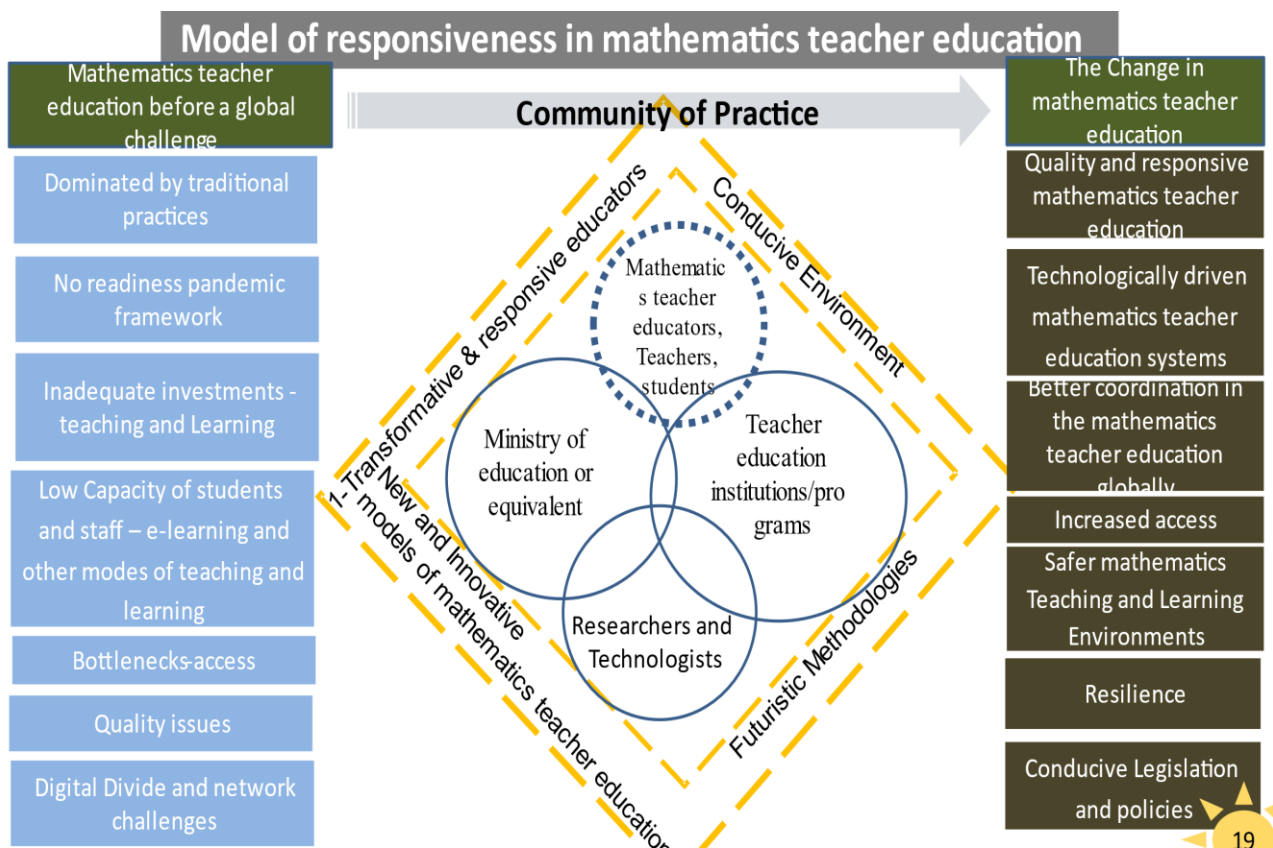 Model of responsiveness in mathematics teacher education
Mathematics teacher
education before a global
challenge
Dominated by traditional
practices
No readiness pandemic
framework
Inadequate investments -
teaching and Learning
Low Capacity of students
and staff – e-learning and
other modes of teaching and
learning
Bottlenecks-access
Quality issues
Digital Divide and network
challenges
Community of Practice
1-Transformative & responsive educators
Conducive Environment
New and Innovative
models of mathematics teacher education
Futuristic Methodologies
Mathematic
s teacher
educators,
Teachers,
students
Ministry of
education or
equivalent
Teacher
education
institutions/pro
grams
Researchers and
Technologists
The Change in
mathematics teacher
education
Quality and responsive
mathematics teacher
education
Technologically driven
mathematics teacher
education systems
Better coordination in
the mathematics
teacher education
globally
Increased access
Safer mathematics
Teaching and Learning
Environments
Resilience
Conducive Legislation
and policies
19